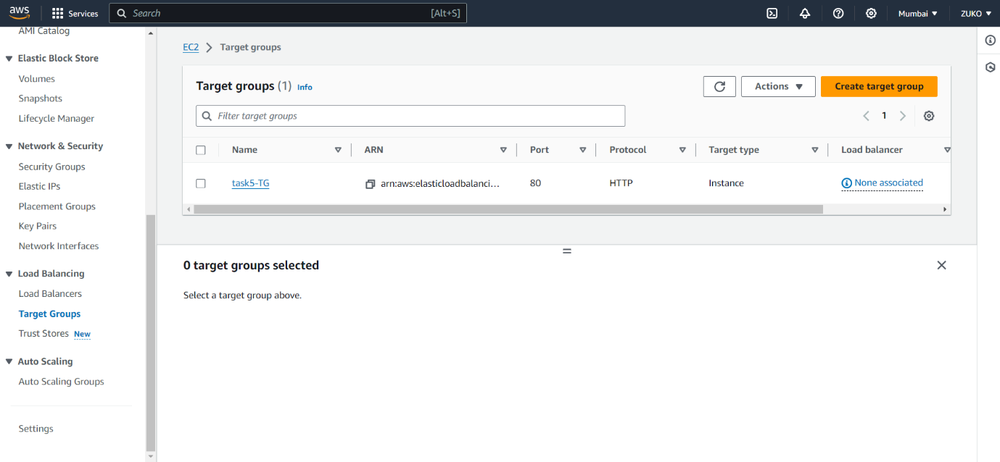 aws Services Search [Alt+S] Mumbai ▼ ZUKO ▼
AMI Catalog
Elastic Block Store
Volumes
Snapshots
Lifecycle Manager
Network & Security
Security Groups
Elastic IPs
Placement Groups
Key Pairs
Network Interfaces
Load Balancing
Load Balancers
Target Groups
Trust Stores New
Auto Scaling
Auto Scaling Groups
Settings
EC2 > Target groups
Target groups (1) Info Actions ▼ Create target group
Filter target groups < 1 >
Name ARN Port Protocol Target type Load balancer
task5-TG arn:aws:elasticloadbalanci... 80 HTTP Instance None associated
0 target groups selected
Select a target group above.